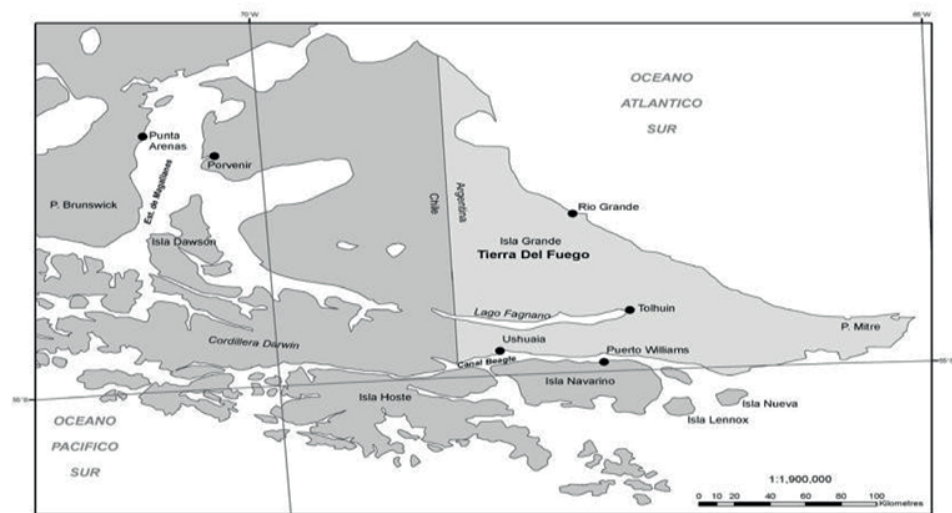 70°W
65°W
OCEANO
ATLANTICO
SUR
Punta
Arenas
Porvenir
Est. de Magallanes
P. Brunswick
Isla Dawson
Argentina
Chile
Rio Grande
Isla Grande
Tierra Del Fuego
Lago Fagnano
Tolhuin
Cordillera Darwin
Ushuaia
P. Mitre
Canal Beegle
Puerto Williams
Isla Navarino
Isla Hoste
Isla Nueva
Isla Lennox
OCEANO
PACIFICO
SUR
1:1,900,000
0 10 20 40 60 80 100
Kilometres